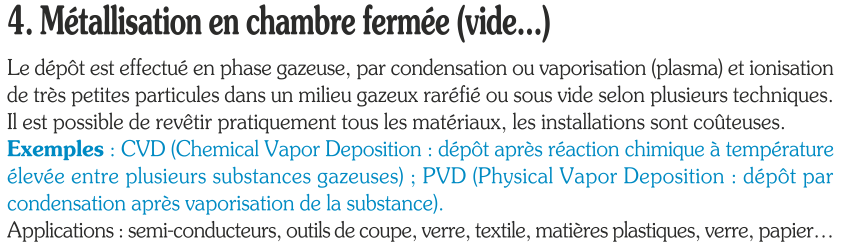 4. Métallisation en chambre fermée (vide...)
Le dépôt est effectué en phase gazeuse, par condensation ou vaporisation (plasma) et ionisation
de très petites particules dans un milieu gazeux raréfié ou sous vide selon plusieurs techniques.
Il est possible de revêtir pratiquement tous les matériaux, les installations sont coûteuses.
Exemples : CVD (Chemical Vapor Deposition : dépôt après réaction chimique à température
élevée entre plusieurs substances gazeuses) ; PVD (Physical Vapor Deposition : dépôt par
condensation après vaporisation de la substance).
Applications : semi-conducteurs, outils de coupe, verre, textile, matières plastiques, verre, papier…